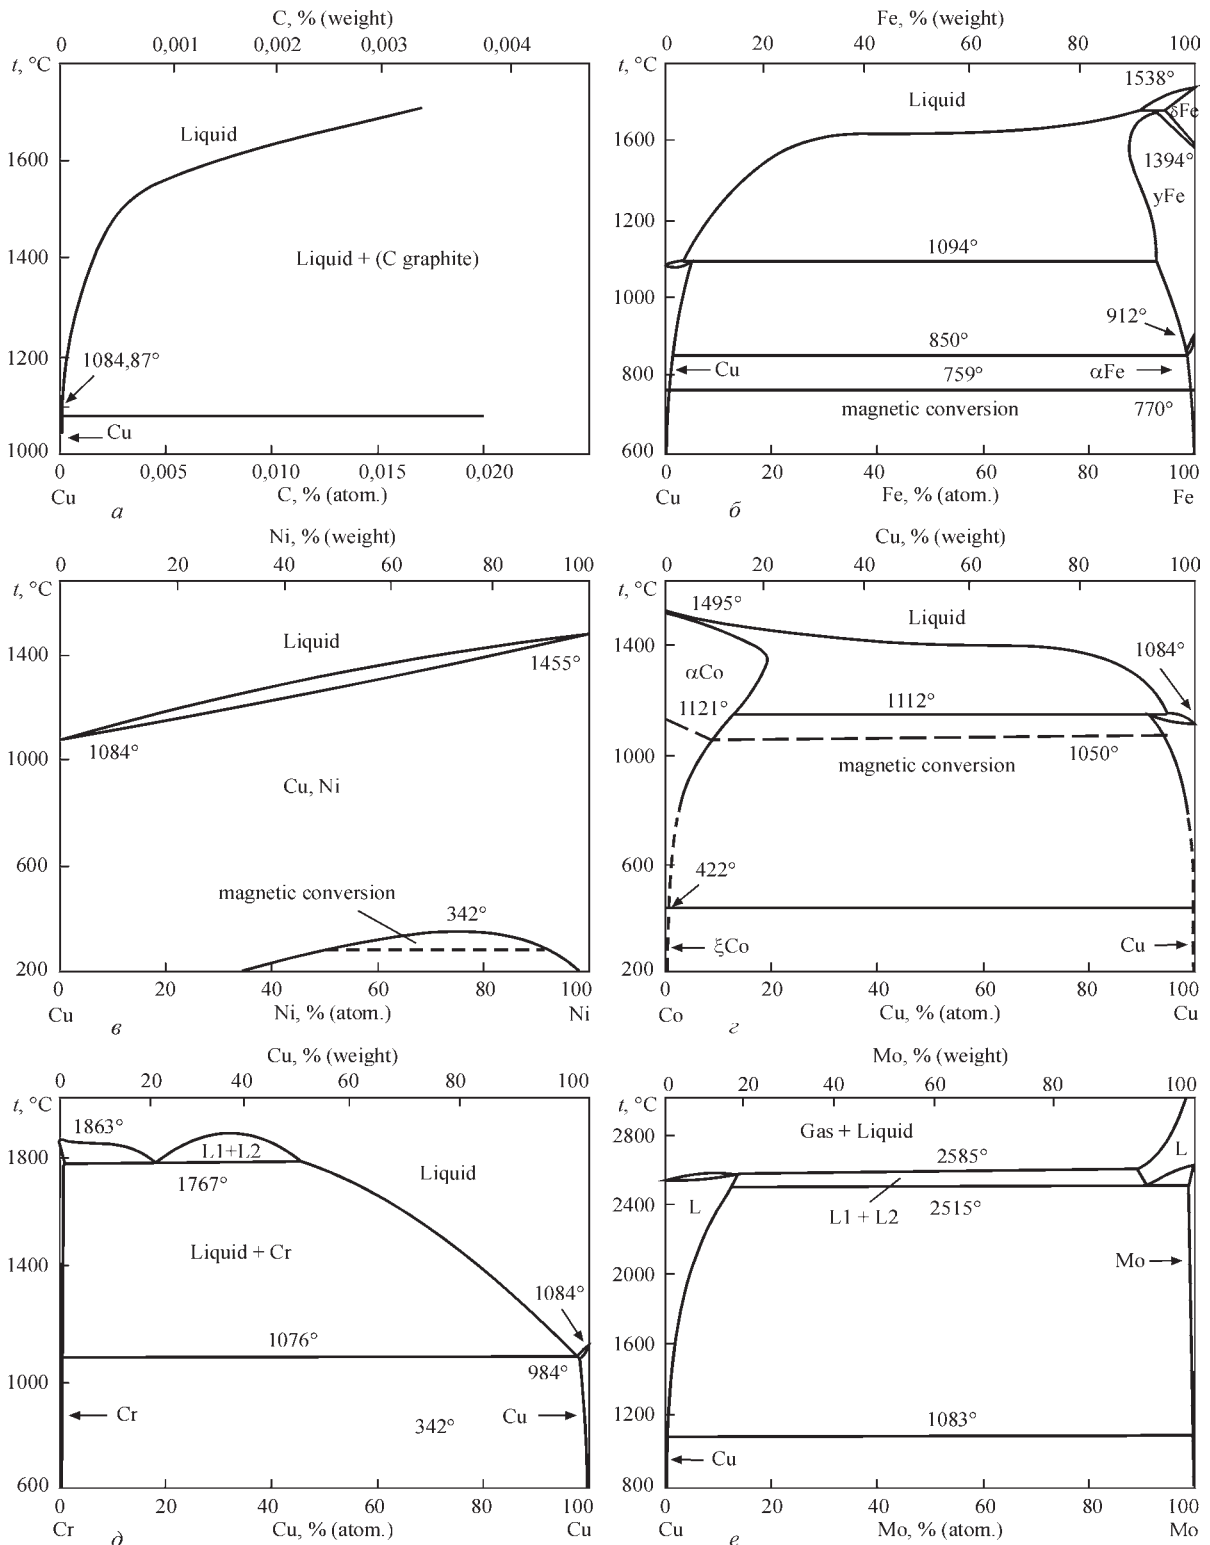 C, % (weight)
0 0,001 0,002 0,003 0,004
t, °C
Liquid
1600
1400
Liquid + (C graphite)
1200
1084,87°
Cu
1000
0 0,005 0,010 0,015 0,020
Cu
C, % (atom.)
а
Fe, % (weight)
0 20 40 60 80 100
t, °C
1538°
Liquid
δFe
1600
1394°
yFe
1200
1094°
1000
912°
850°
800
Cu
αFe
759°
magnetic conversion
770°
600
0 20 40 60 80 100
Cu
Fe, % (atom.)
Fe
б
Ni, % (weight)
0 20 40 60 80 100
t, °C
Liquid
1400
1455°
1084°
1000
Cu, Ni
600
magnetic conversion
342°
200
0 20 40 60 80 100
Cu
Ni, % (atom.)
Ni
в
Cu, % (weight)
0 20 40 60 80 100
t, °C
1495°
Liquid
1400
1084°
αCo
1121°
1112°
1000
1050°
magnetic conversion
600
422°
ξCo
Cu
200
0 20 40 60 80 100
Co
Cu, % (atom.)
Cu
г
Cu, % (weight)
0 20 40 60 80 100
t, °C
1863°
L1+L2
1800
1767°
Liquid
Liquid + Cr
1400
1084°
1076°
984°
1000
Cr
342°
Cu
600
0 20 40 60 80 100
Cr
Cu, % (atom.)
Cu
д
Mo, % (weight)
0 20 40 60 80 100
t, °C
2800
Gas + Liquid
2585°
L
2400
L
L1 + L2
2515°
Mo
2000
1600
1200
1083°
Cu
800
0 20 40 60 80 100
Cu
Mo, % (atom.)
Mo
е